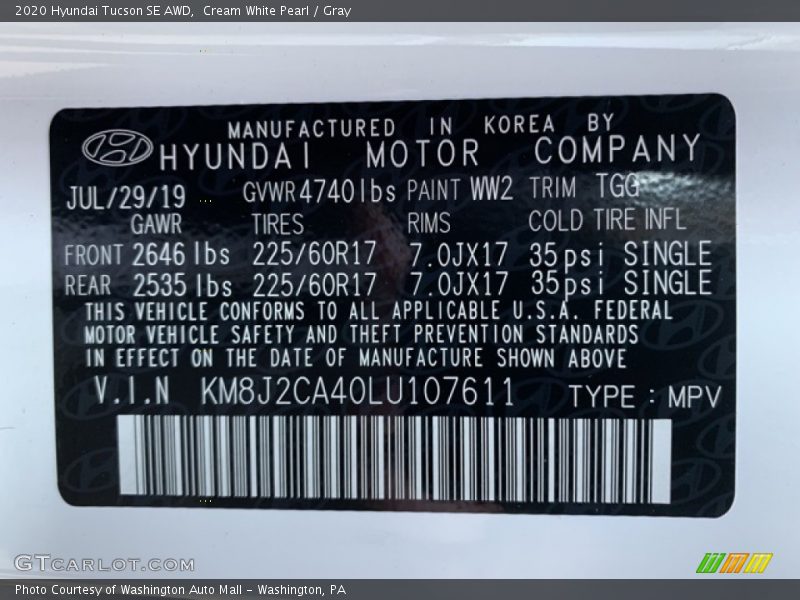 2020 Hyundai Tucson SE AWD,  Cream White Pearl / Gray
MANUFACTURED IN KOREA BY
HYUNDAI MOTOR COMPANY
JUL/29/19 GVWR 4740 lbs PAINT WW2 TRIM TGG
GAWR TIRES RIMS COLD TIRE INFL
FRONT 2646 lbs 225/60R17 7.0JX17 35psi SINGLE
REAR 2535 lbs 225/60R17 7.0JX17 35psi SINGLE
THIS VEHICLE CONFORMS TO ALL APPLICABLE U.S.A. FEDERAL
MOTOR VEHICLE SAFETY AND THEFT PREVENTION STANDARDS
IN EFFECT ON THE DATE OF MANUFACTURE SHOWN ABOVE
V.I.N KM8J2CA40LU107611 TYPE : MPV
GTCARLOT.COM
Photo Courtesy of Washington Auto Mall - Washington, PA